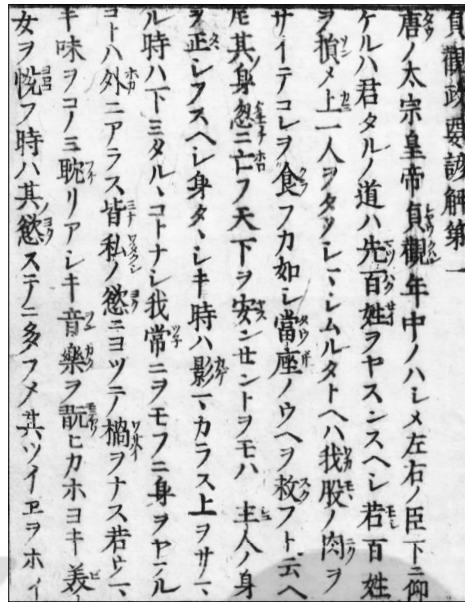 貞觀政要諺解第一
唐ノ太宗皇帝貞觀年中ノハシメ左右ノ臣下ニ仰
ケルハ君タルノ道ハ先百姓ヲヤスンスヘシ若百姓
ヲ損メ上一人ヲタツレハシムルタトヘハ我股ノ肉ヲ
サイテコレヲ食フカ如シ當座ノウヘヲ救フト云ヘ
𪜈其ノ身忽ニ亡フ天下ヲ安ンセントヲモハ主人ノ身
ヲ正シフスヘシ身タヽシキ時ハ影マカラス上ヲサマ
ル時ハ下ミタルヽコトナシ我常ニヲモフニ身ヲヤフル
コトハ外ニアラス皆私ノ慾ニヨツテノ禍ヲナス若ウマ
キ味ヲコノミ耽リアシキ音樂ヲ翫ヒカホヨキ美
女ヲ悦フ時ハ其慾ステニ多フメ其ツイヱヲホイ